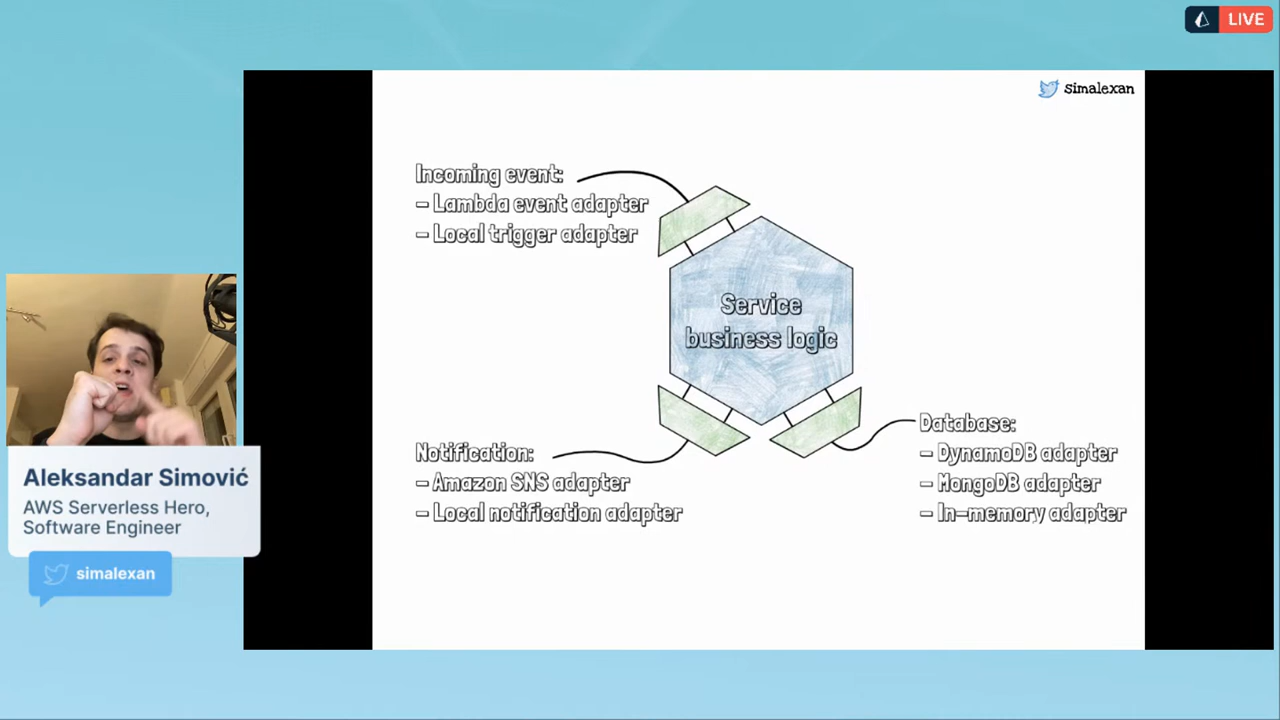 LIVE
simalexan
Incoming event:
- Lambda event adapter
- Local trigger adapter
Service
business logic
Notification:
- Amazon SNS adapter
- Local notification adapter
Database:
- DynamoDB adapter
- MongoDB adapter
- In-memory adapter
Aleksandar Simović
AWS Serverless Hero,
Software Engineer
simalexan